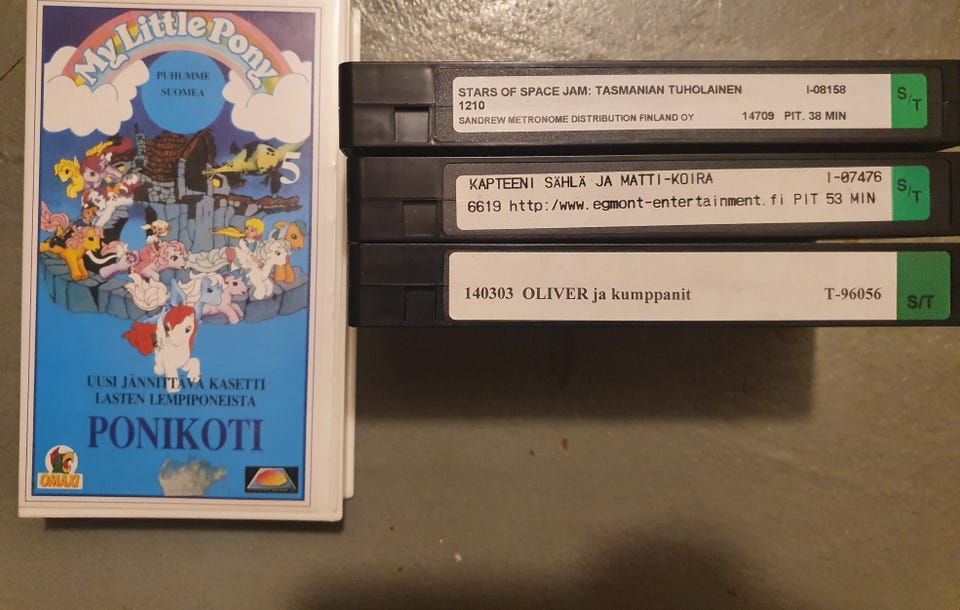 My Little Pony
PUHUMME
SUOMEA
5
UUSI JÄNNITTÄVÄ KASETTI
LASTEN LEMPIPONEISTA
PONIKOTI
OMAXI
STARS OF SPACE JAM: TASMANIAN TUHOLAINEN I-08158
1210
SANDREW METRONOME DISTRIBUTION FINLAND OY 14709 PIT. 38 MIN
S/T
KAPTEENI SÄHLÄ JA MATTI-KOIRA I-07476
6619 http:/www.egmont-entertainment.fi PIT 53 MIN
S/T
140303 OLIVER ja kumppanit T-96056
S/T